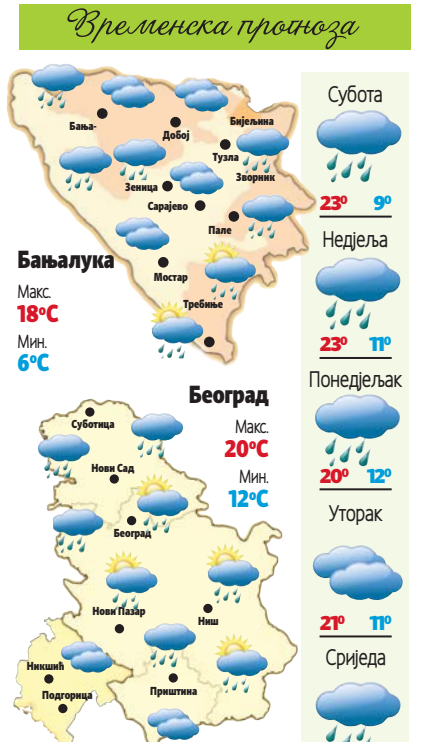 Временска прогноза
Бања-
Добој
Бијељина
Тузла
Зворник
Зеница
Сарајево
Пале
Мостар
Требиње
Бањалука
Макс.
18°C
Мин.
6°C
Београд
Макс.
20°C
Мин.
12°C
Суботица
Нови Сад
Београд
Нови Пазар
Ниш
Никшић
Подгорица
Приштина
Субота
23° 9°
Недјеља
23° 11°
Понедјељак
20° 12°
Уторак
21° 11°
Сриједа